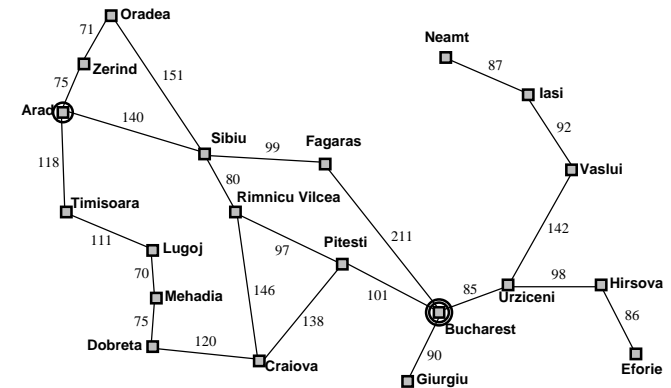 Oradea
71
Neamt
Zerind
87
151
75
Iasi
Arad
140
92
Sibiu
Fagaras
99
118
Vaslui
80
Timisoara
Rimnicu Vilcea
142
111
211
Lugoj
97
Pitesti
70
98
Hirsova
Mehadia
146
101
85
Urziceni
138
86
75
Bucharest
120
Dobreta
90
Craiova
Eforie
Giurgiu